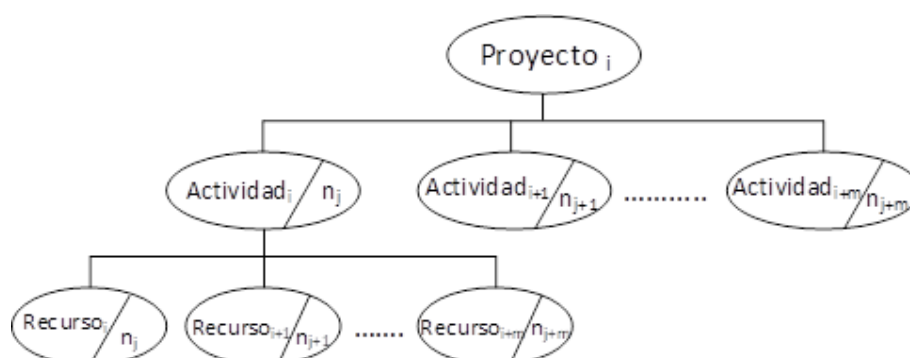 Proyecto i
Actividad i / n j
Actividad i+1 / n j+1
...........
Actividad i+m / n j+m
Recurso i / n j
Recurso i+1 / n j+1
.......
Recurso i+m / n j+m